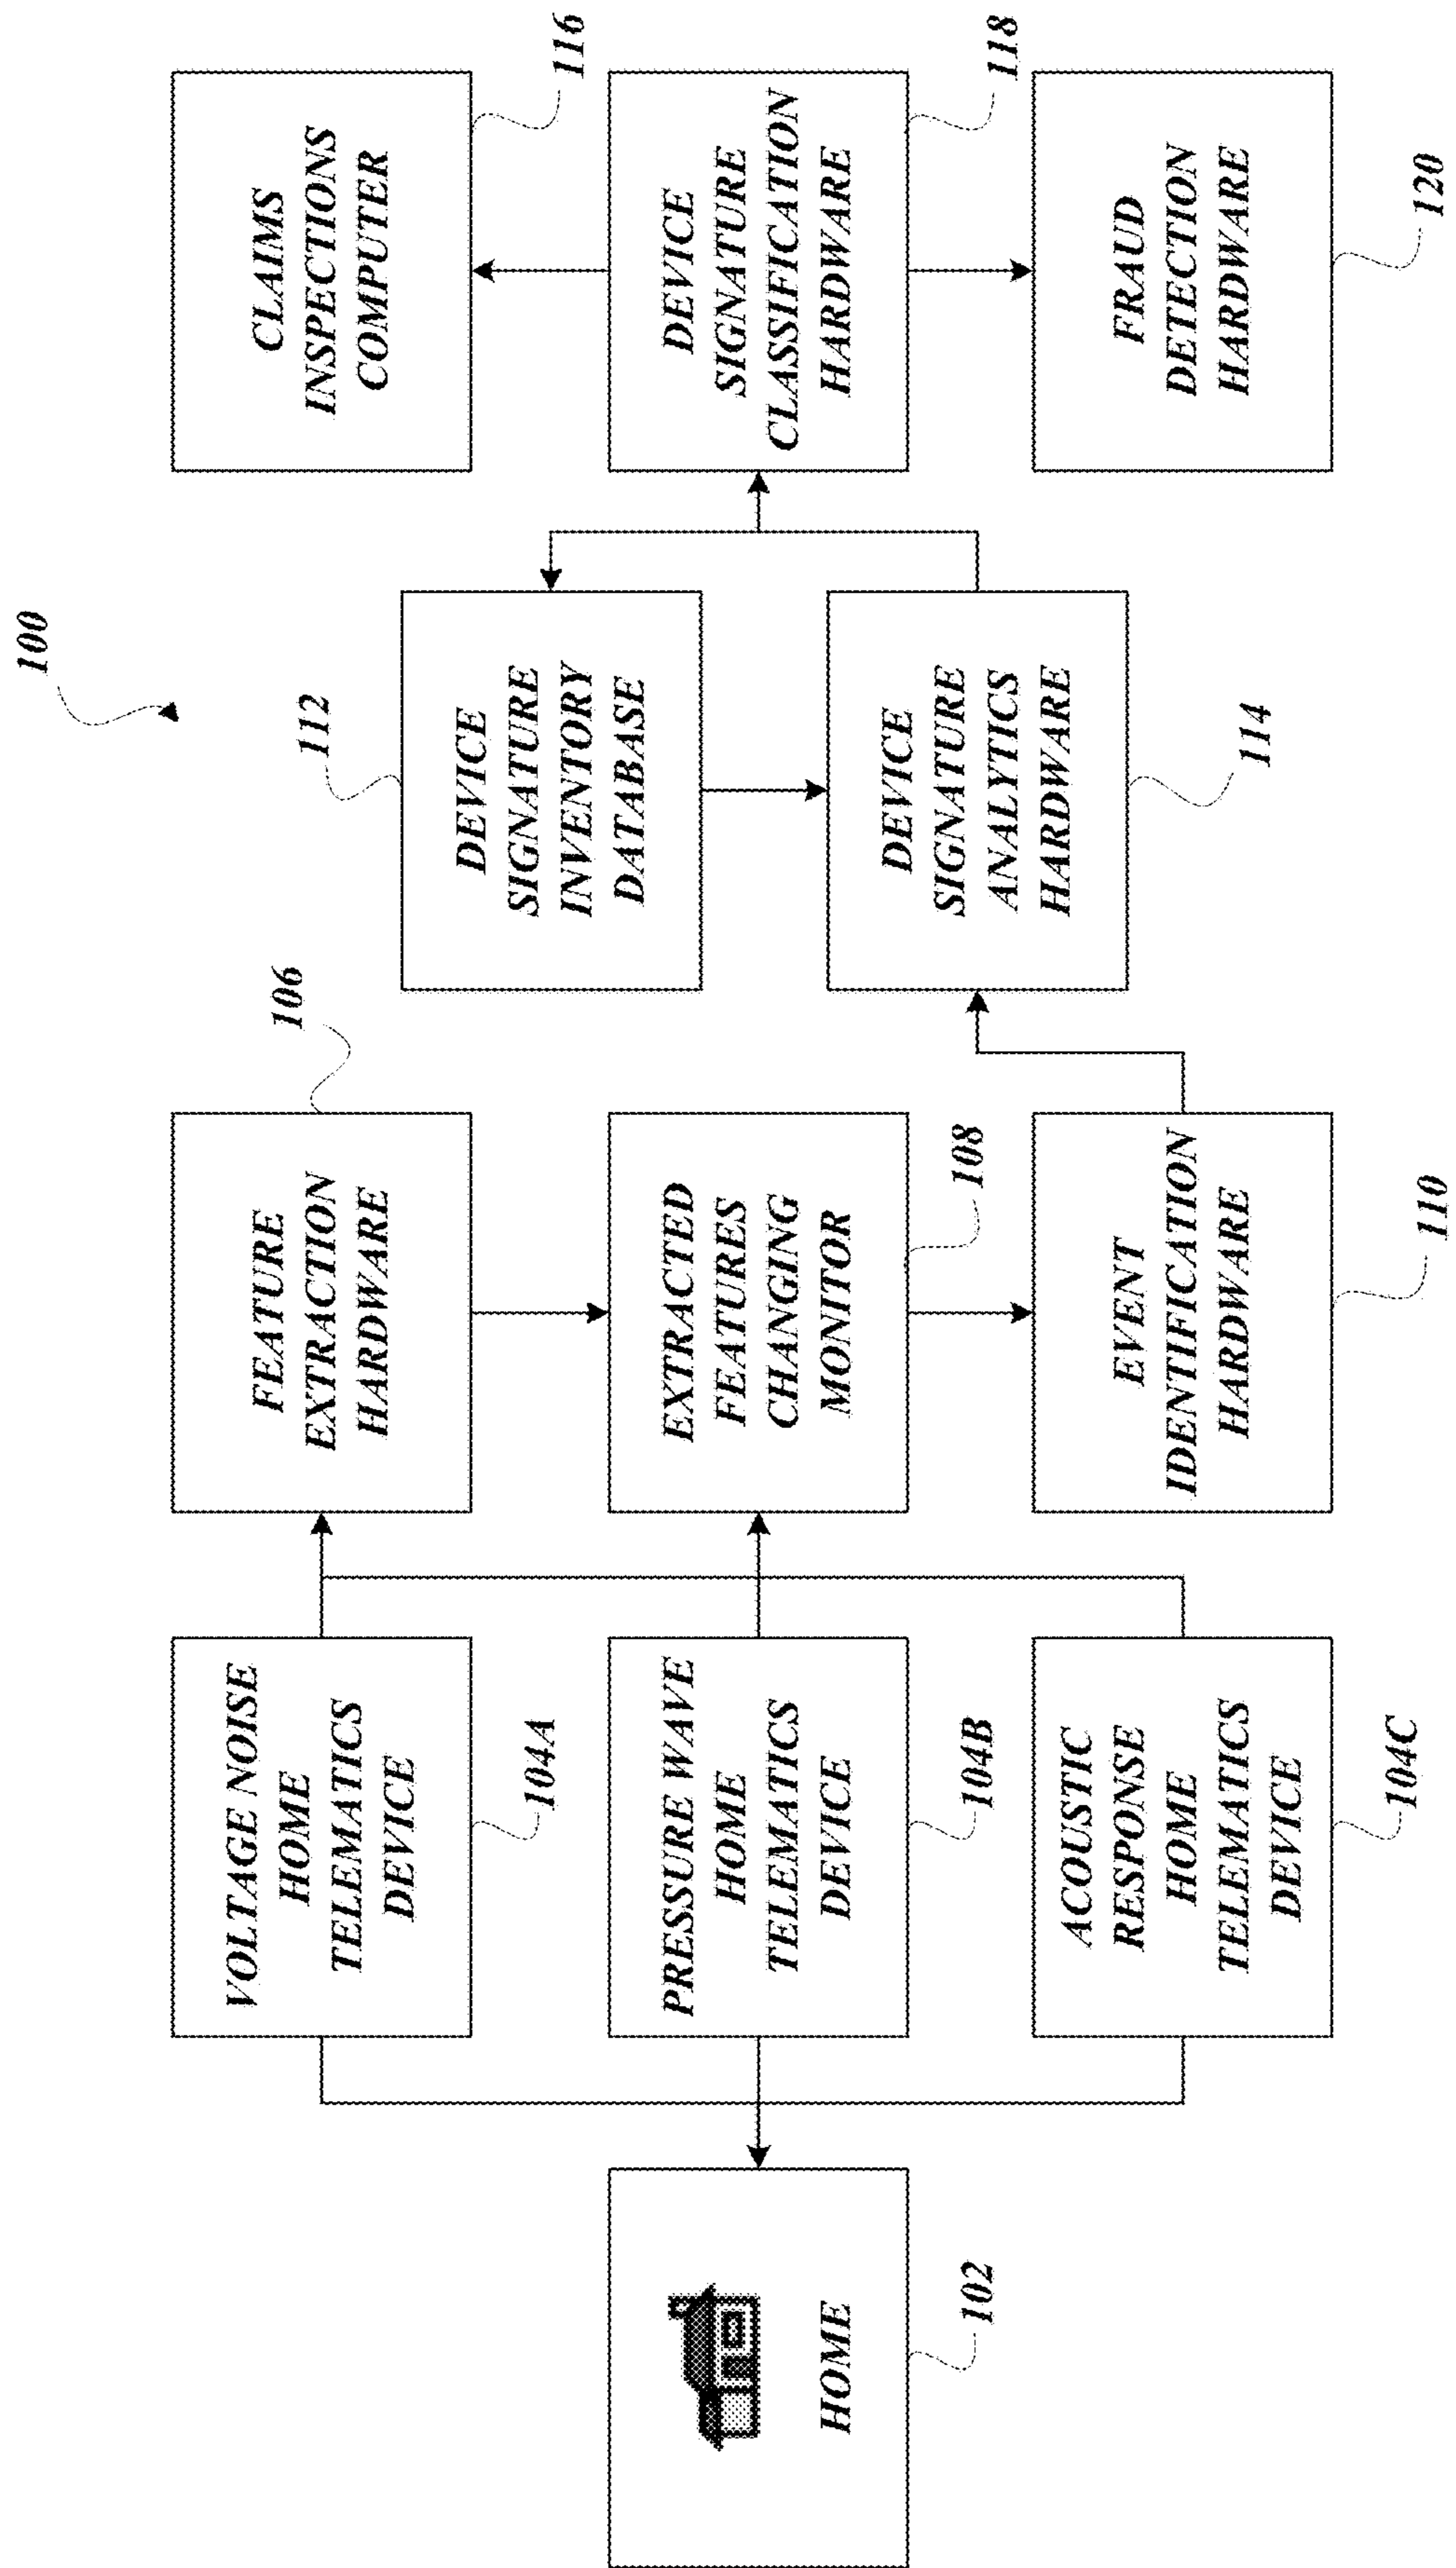 100
HOME
102
VOLTAGE NOISE
HOME
TELEMATICS
DEVICE
104A
PRESSURE WAVE
HOME
TELEMATICS
DEVICE
104B
ACOUSTIC
RESPONSE
HOME
TELEMATICS
DEVICE
104C
FEATURE
EXTRACTION
HARDWARE
106
EXTRACTED
FEATURES
CHANGING
MONITOR
108
EVENT
IDENTIFICATION
HARDWARE
110
DEVICE
SIGNATURE
INVENTORY
DATABASE
112
DEVICE
SIGNATURE
ANALYTICS
HARDWARE
114
CLAIMS
INSPECTIONS
COMPUTER
116
DEVICE
SIGNATURE
CLASSIFICATION
HARDWARE
118
FRAUD
DETECTION
HARDWARE
120